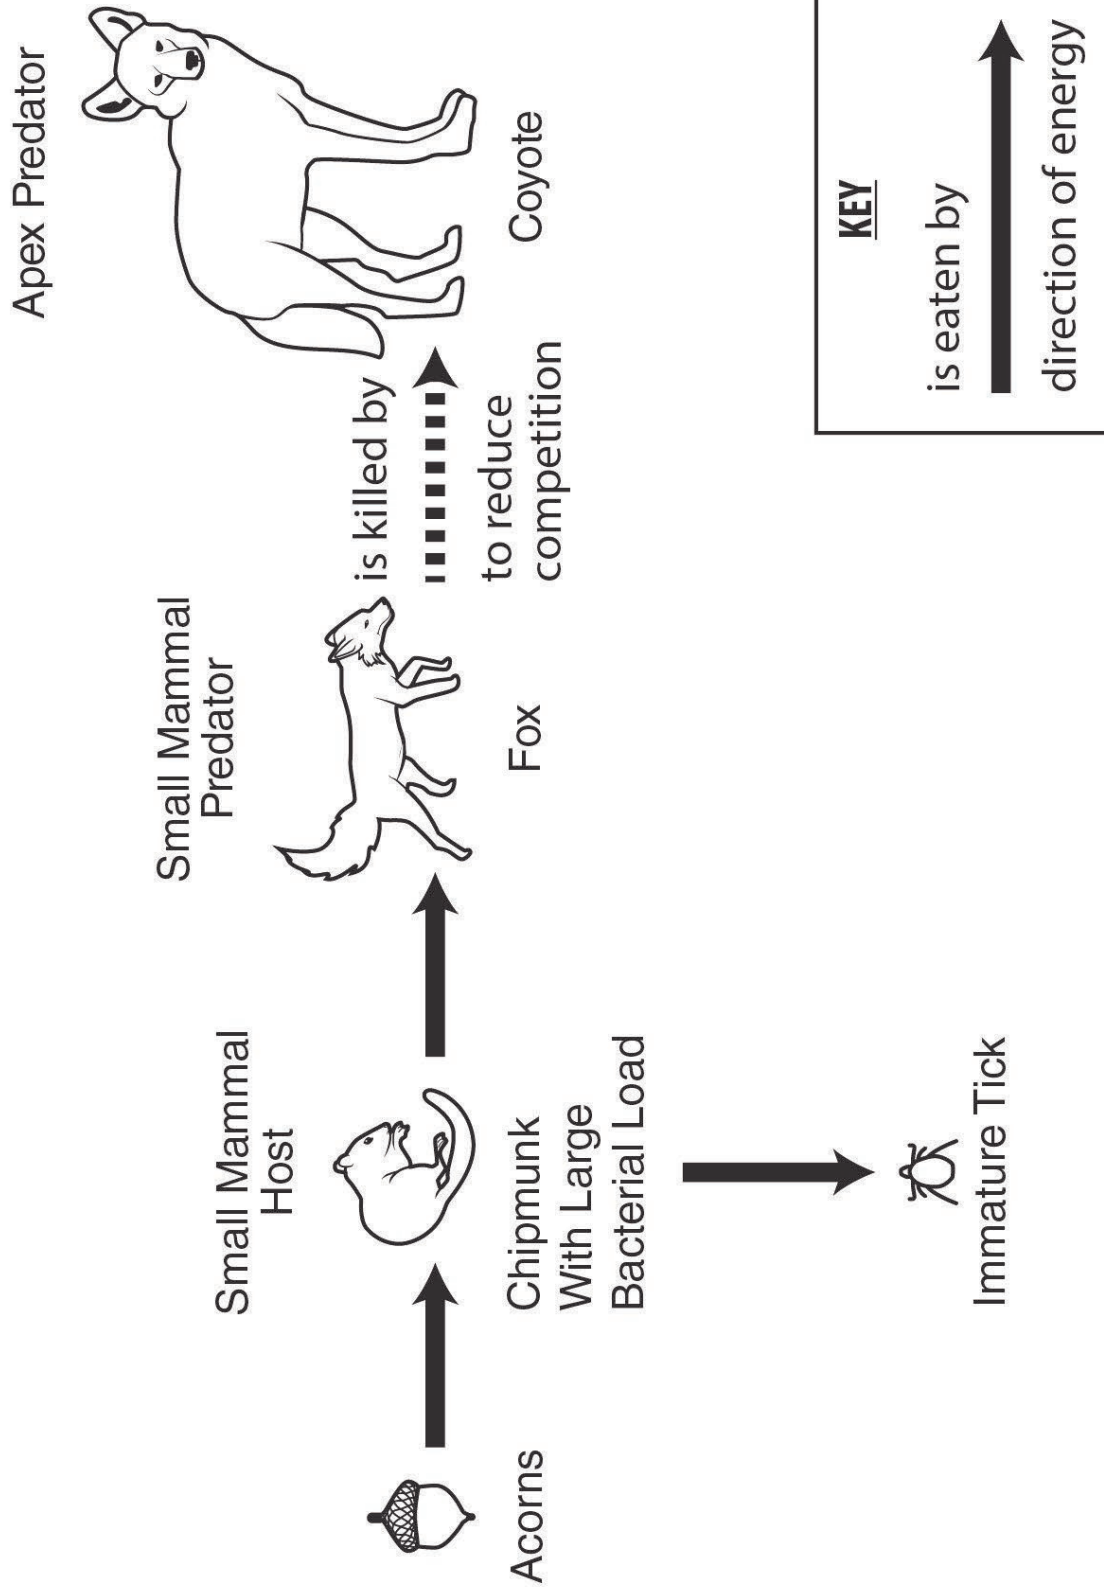 Apex Predator
Small Mammal
Predator
Small Mammal
Host
is killed by
to reduce
competition
Acorns
Chipmunk
With Large
Bacterial Load
Fox
Coyote
Immature Tick
KEY
is eaten by
direction of energy